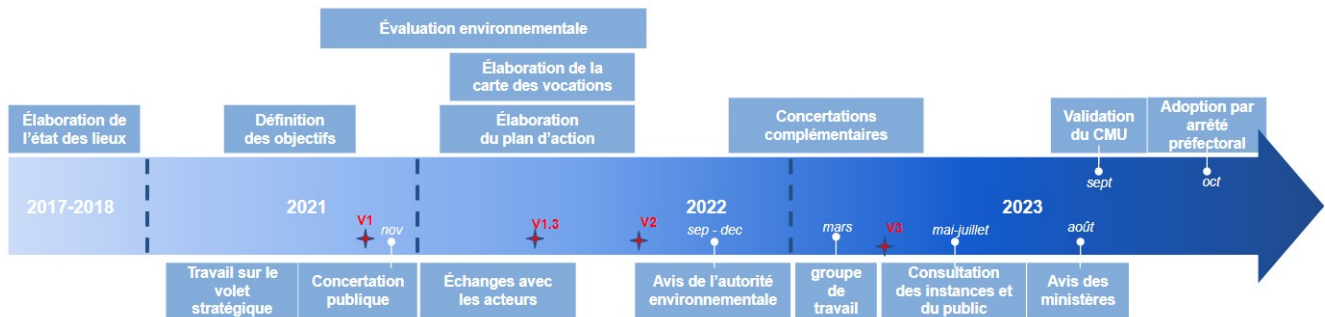 Évaluation environnementale
Élaboration de la
carte des vocations
Élaboration de
l'état des lieux
Définition
des objectifs
Élaboration
du plan d'action
Concertations
complémentaires
Validation
du CMU
Adoption par
arrêté
préfectoral
sept
oct
2017-2018
2021
2022
2023
V1
nov
V1.3
V2
sep - dec
mars
V3
mai-juillet
août
Travail sur le
volet
stratégique
Concertation
publique
Échanges avec
les acteurs
Avis de l'autorité
environnementale
groupe
de
travail
Consultation
des instances et
du public
Avis des
ministères